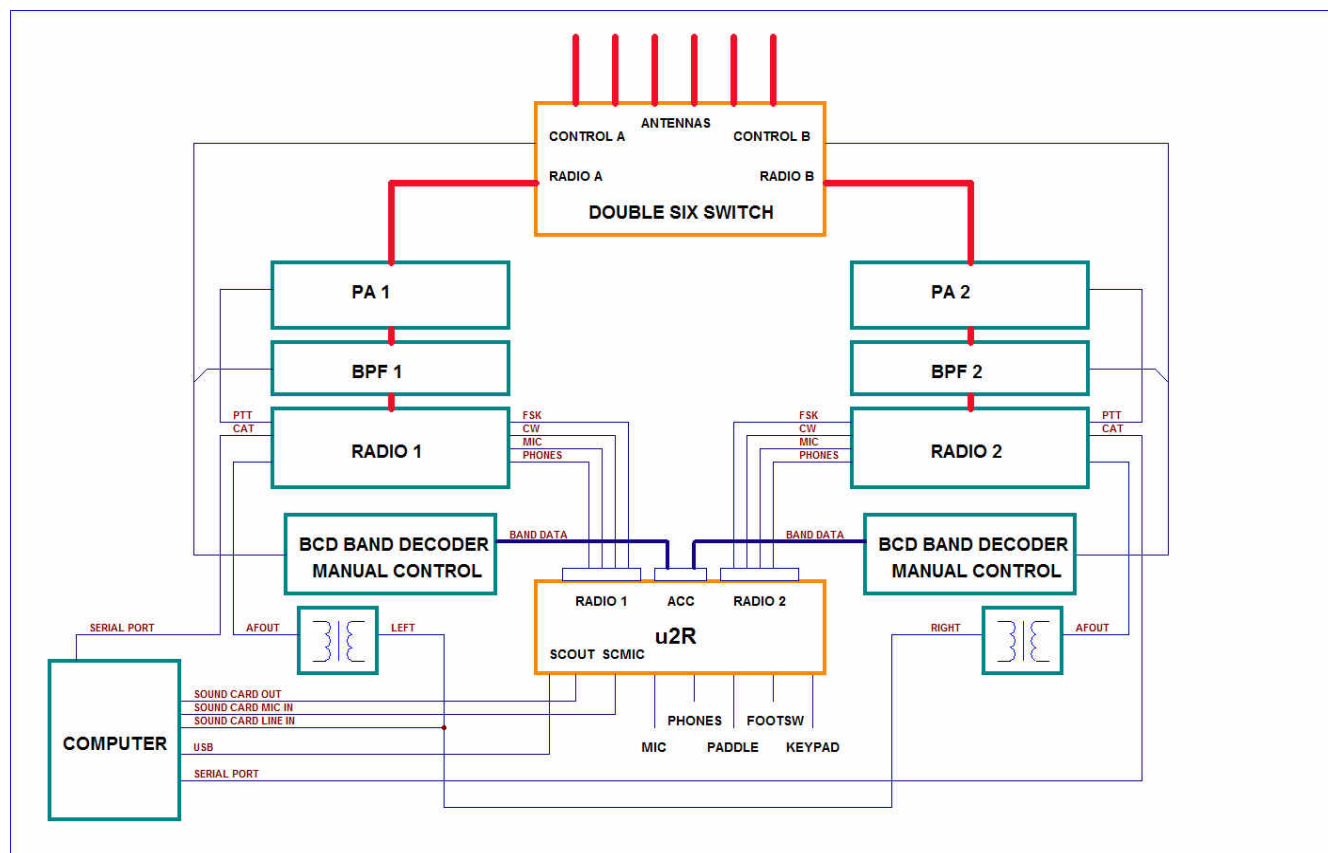 ANTENNAS
CONTROL A
CONTROL B
RADIO A
RADIO B
DOUBLE SIX SWITCH
PA 1
PA 2
BPF 1
BPF 2
PTT
CAT
RADIO 1
FSK
CW
MIC
PHONES
FSK
CW
MIC
PHONES
RADIO 2
PTT
CAT
BCD BAND DECODER
MANUAL CONTROL
BAND DATA
BAND DATA
BCD BAND DECODER
MANUAL CONTROL
RADIO 1
ACC
RADIO 2
u2R
SCOUT
SCMIC
SERIAL PORT
AFOUT
LEFT
RIGHT
AFOUT
SOUND CARD OUT
SOUND CARD MIC IN
SOUND CARD LINE IN
USB
SERIAL PORT
COMPUTER
PHONES
FOOTSW
MIC
PADDLE
KEYPAD